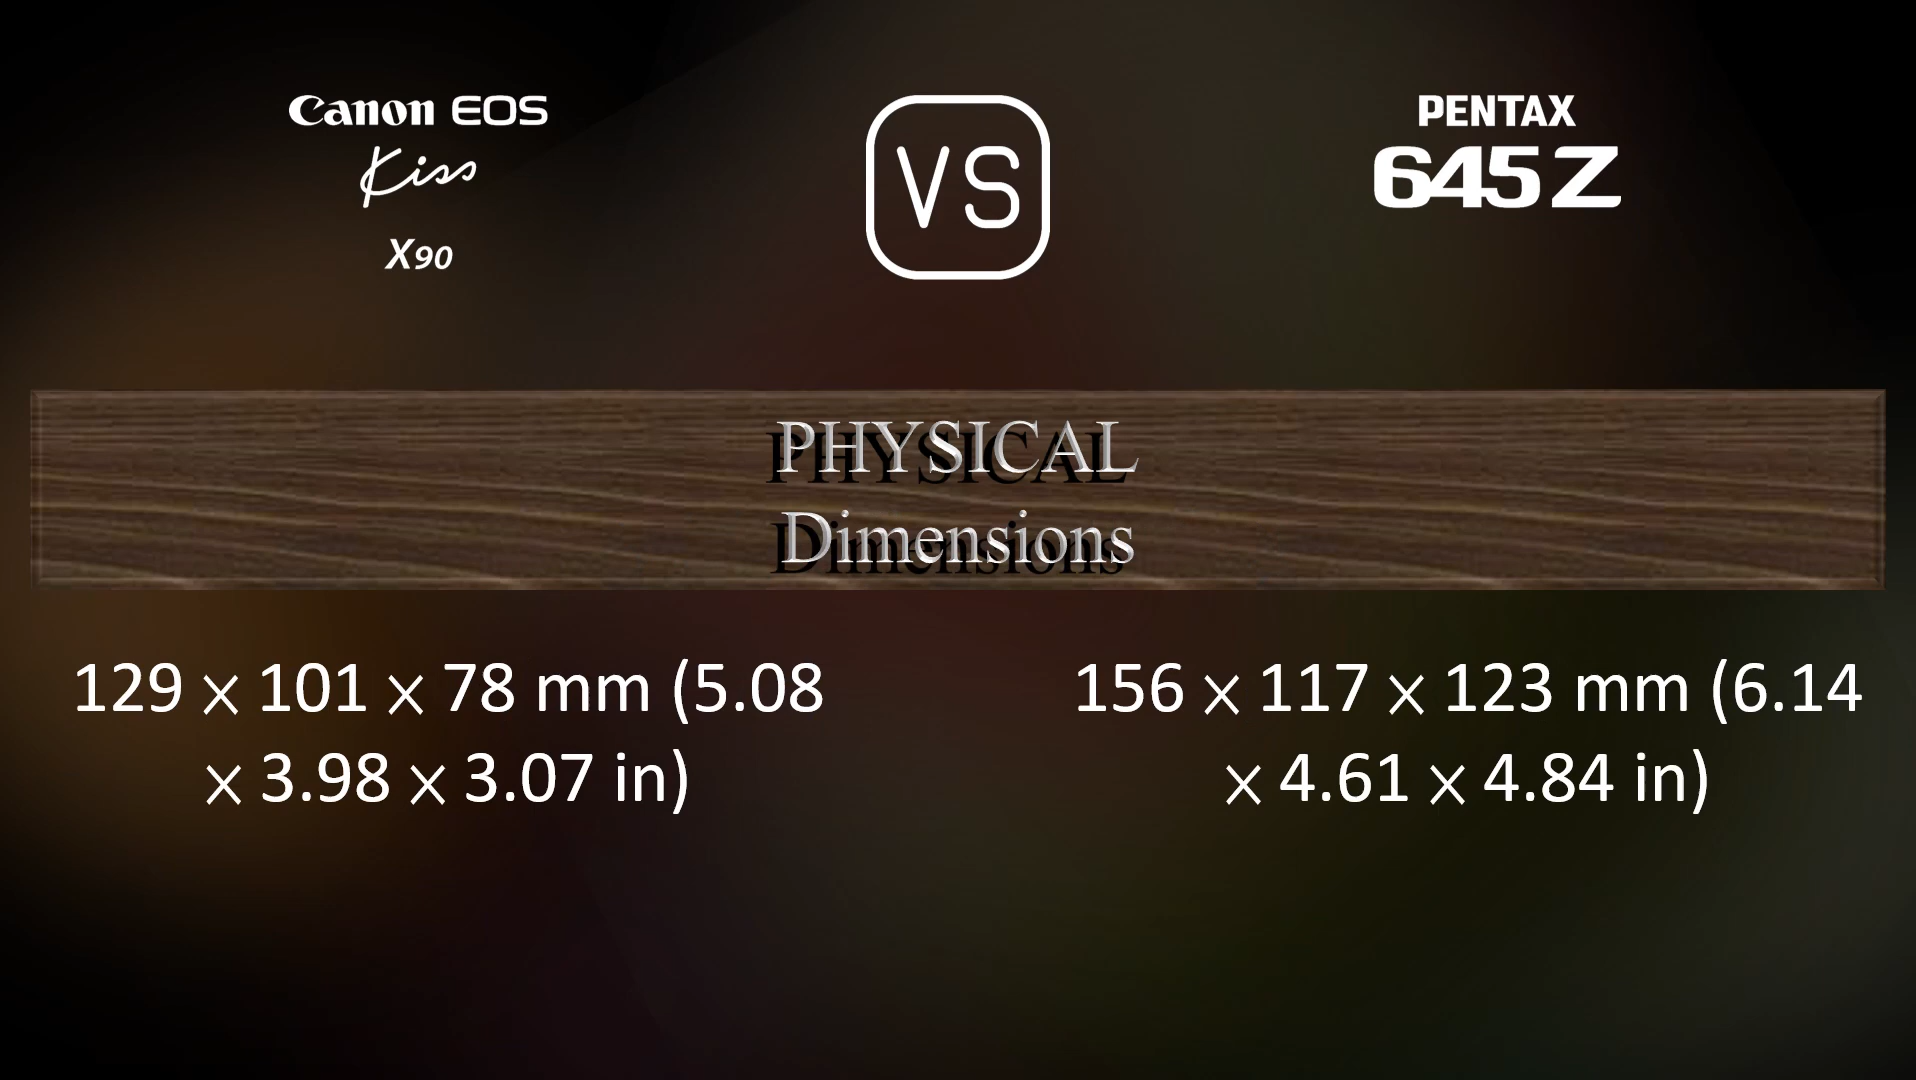 Canon EOS
Kiss
X90
VS
PENTAX
645Z
PHYSICAL
Dimensions
129 x 101 x 78 mm (5.08
x 3.98 x 3.07 in)
156 x 117 x 123 mm (6.14
x 4.61 x 4.84 in)